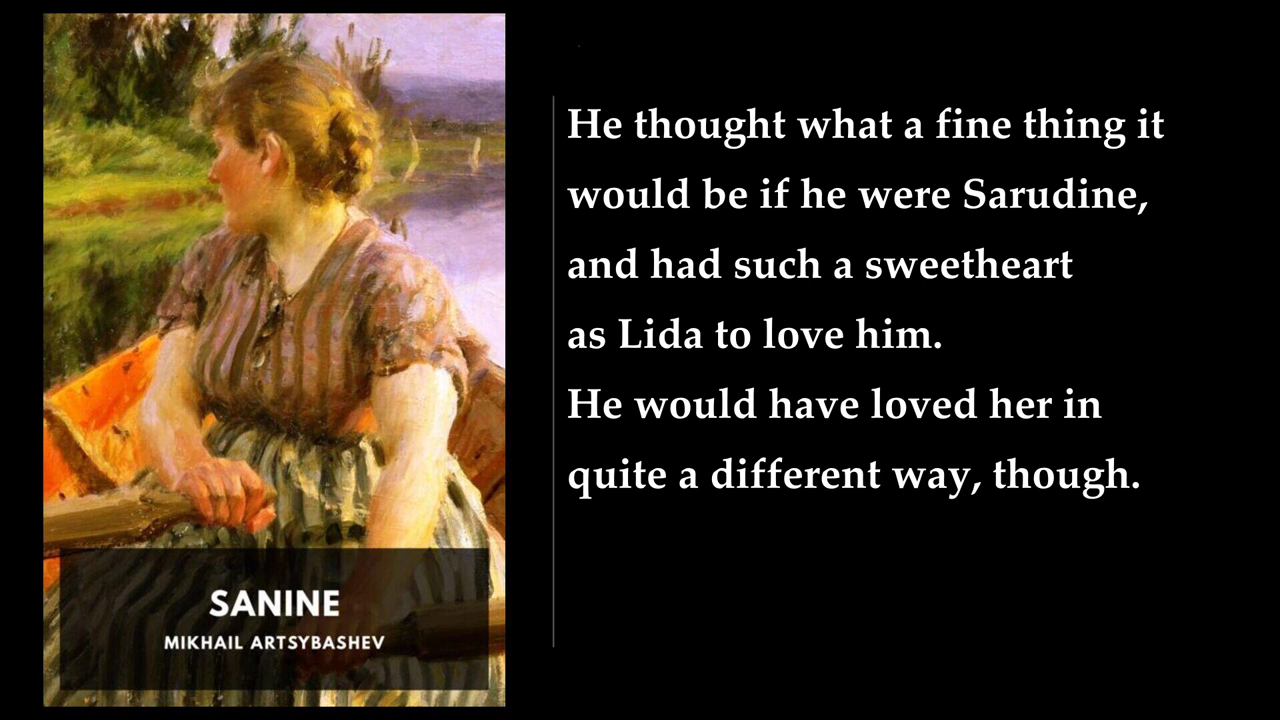 SANINE
MIKHAIL ARTSYBASHEV
He thought what a fine thing it
would be if he were Sarudine,
and had such a sweetheart
as Lida to love him.
He would have loved her in
quite a different way, though.